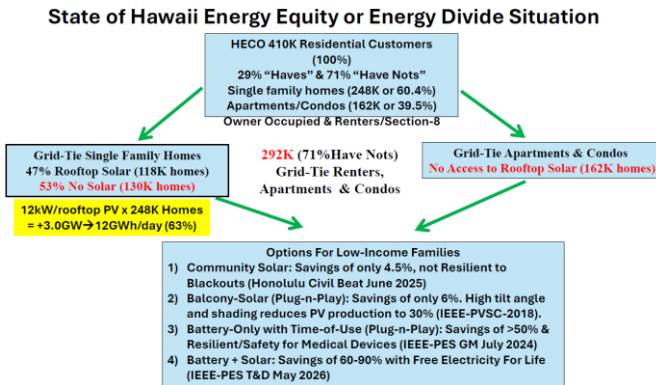 State of Hawaii Energy Equity or Energy Divide Situation
HECO 410K Residential Customers
(100%)
29% “Haves” & 71% “Have Nots”
Single family homes (248K or 60.4%)
Apartments/Condos (162K or 39.5%)
Owner Occupied & Renters/Section-8
Grid-Tie Single Family Homes
47% Rooftop Solar (118K homes)
53% No Solar (130K homes)
292K (71%Have Nots)
Grid-Tie Renters,
Apartments & Condos
Grid-Tie Apartments & Condos
No Access to Rooftop Solar (162K homes)
12kW/rooftop PV x 248K Homes
= +3.0GW→12GWh/day (63%)
Options For Low-Income Families
1) Community Solar: Savings of only 4.5%, not Resilient to
Blackouts (Honolulu Civil Beat June 2025)
2) Balcony-Solar (Plug-n-Play): Savings of only 6%. High tilt angle
and shading reduces PV production to 30% (IEEE-PVSC-2018).
3) Battery-Only with Time-of-Use (Plug-n-Play): Savings of >50% &
Resilient/Safety for Medical Devices (IEEE-PES GM July 2024)
4) Battery + Solar: Savings of 60-90% with Free Electricity For Life
(IEEE-PES T&D May 2026)